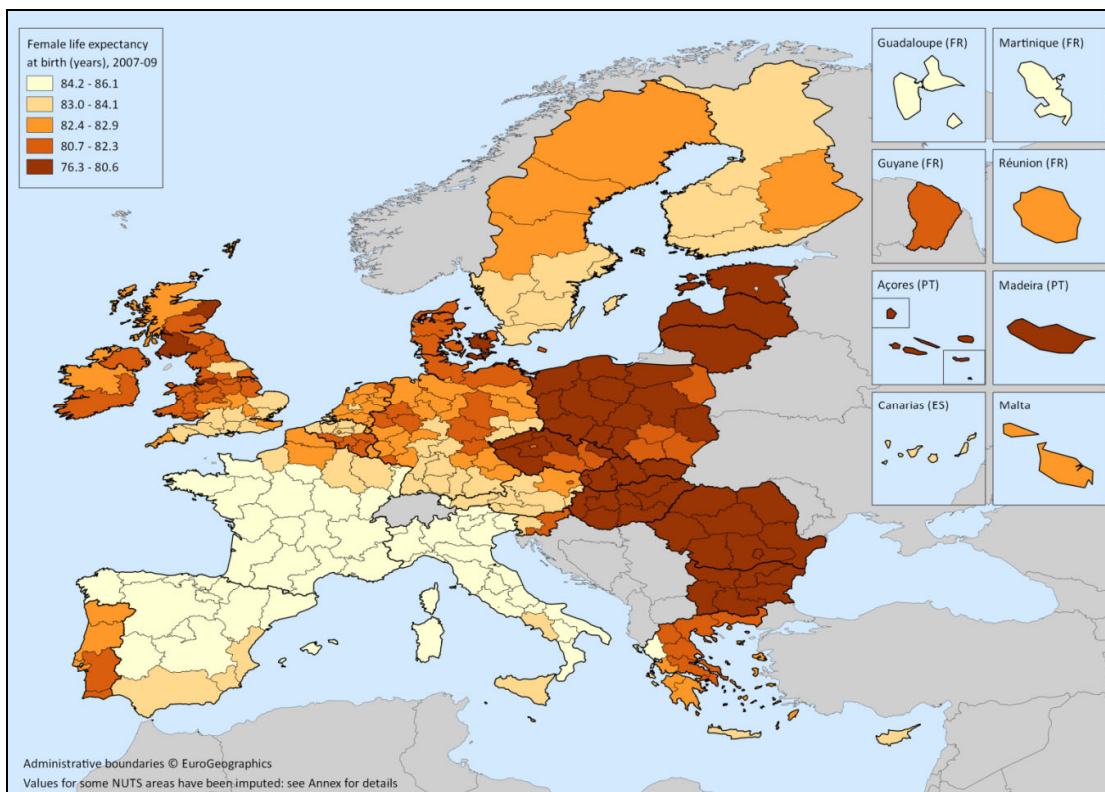 Female life expectancy
at birth (years), 2007-09
84.2 - 86.1
83.0 - 84.1
82.4 - 82.9
80.7 - 82.3
76.3 - 80.6
Guadaloupe (FR)
Martinique (FR)
Guyane (FR)
Réunion (FR)
Açores (PT)
Madeira (PT)
Canarias (ES)
Malta
Administrative boundaries © EuroGeographics
Values for some NUTS areas have been imputed: see Annex for details